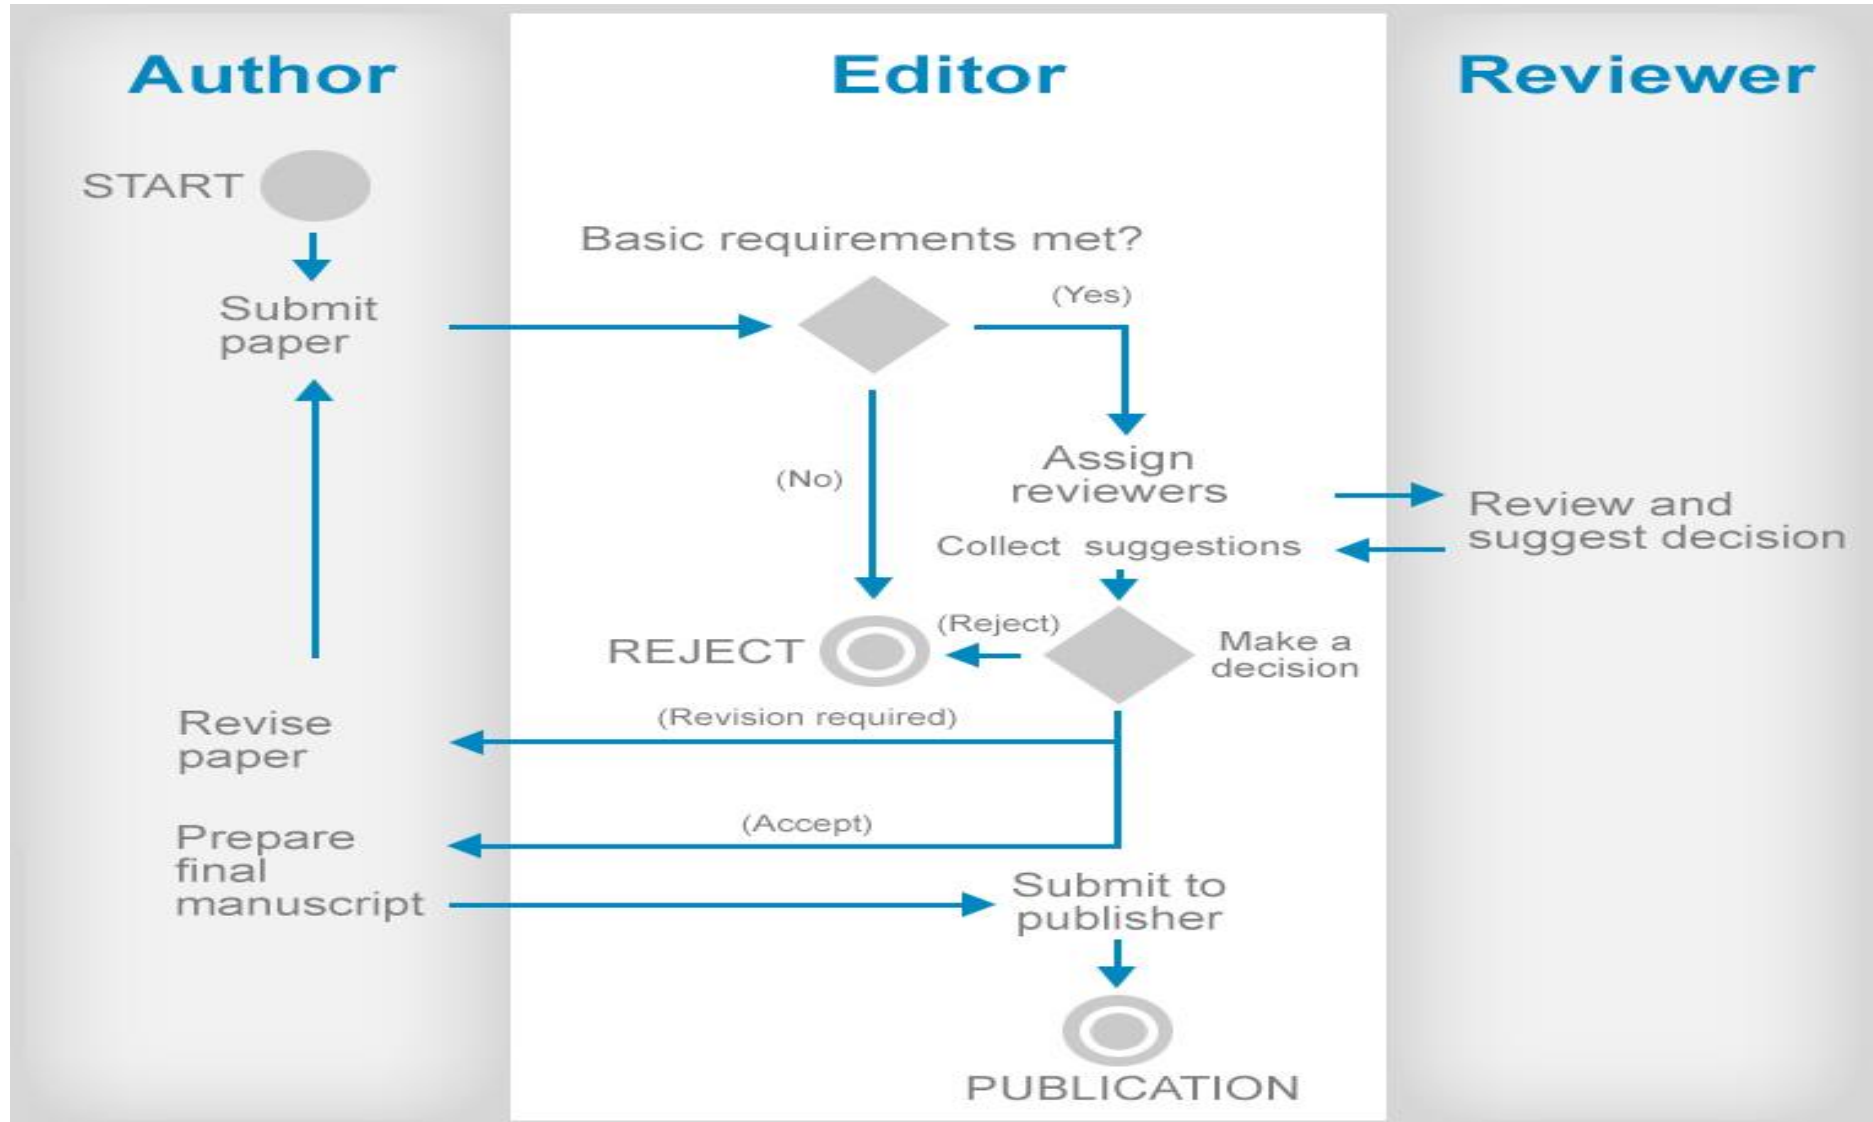 Author
Editor
Reviewer
START
Basic requirements met?
(Yes)
Submit
paper
(No)
Assign
reviewers
Review and
suggest decision
Collect suggestions
(Reject)
REJECT
Make a
decision
(Revision required)
Revise
paper
(Accept)
Prepare
final
manuscript
Submit to
publisher
PUBLICATION